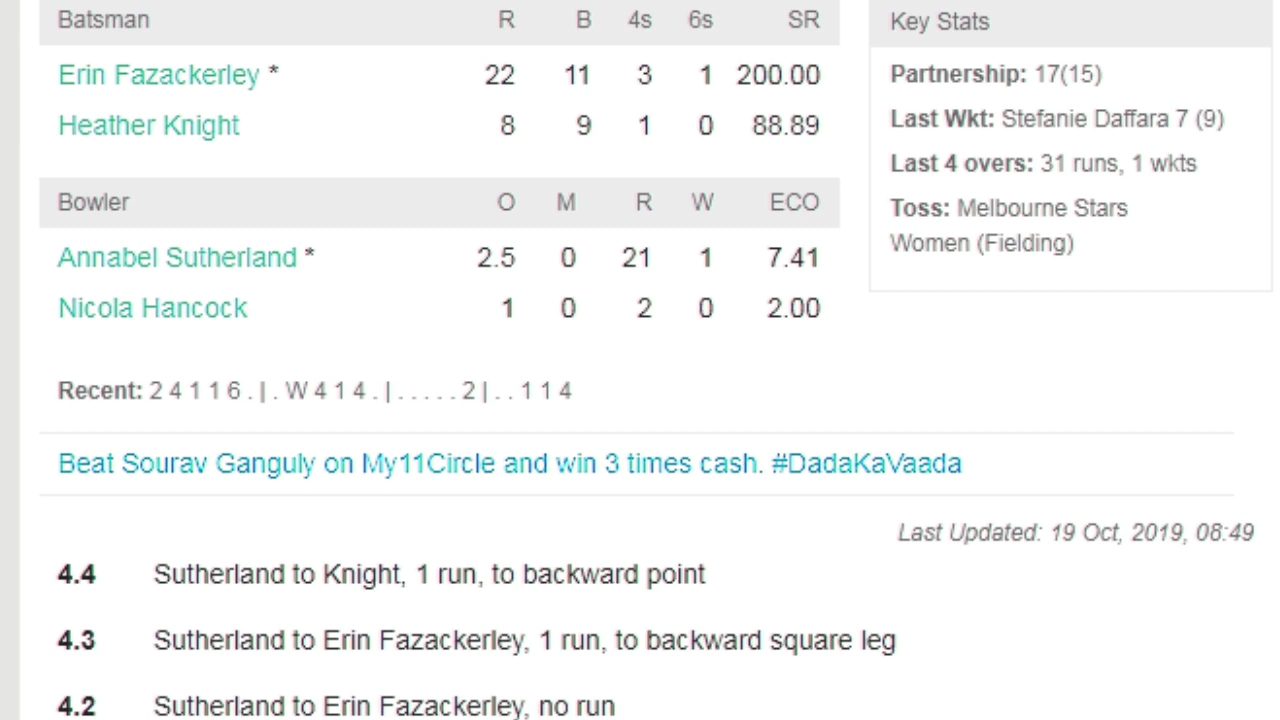 Batsman R B 4s 6s SR
Erin Fazackerley * 22 11 3 1 200.00
Heather Knight 8 9 1 0 88.89
Bowler O M R W ECO
Annabel Sutherland * 2.5 0 21 1 7.41
Nicola Hancock 1 0 2 0 2.00
Recent: 2 4 1 1 6 . | . W 4 1 4 . | . . . . . 2 | . . 1 1 4
Beat Sourav Ganguly on My11Circle and win 3 times cash. #DadaKaVaada
Key Stats
Partnership: 17(15)
Last Wkt: Stefanie Daffara 7 (9)
Last 4 overs: 31 runs, 1 wkts
Toss: Melbourne Stars
Women (Fielding)
Last Updated: 19 Oct, 2019, 08:49
4.4 Sutherland to Knight, 1 run, to backward point
4.3 Sutherland to Erin Fazackerley, 1 run, to backward square leg
4.2 Sutherland to Erin Fazackerley, no run